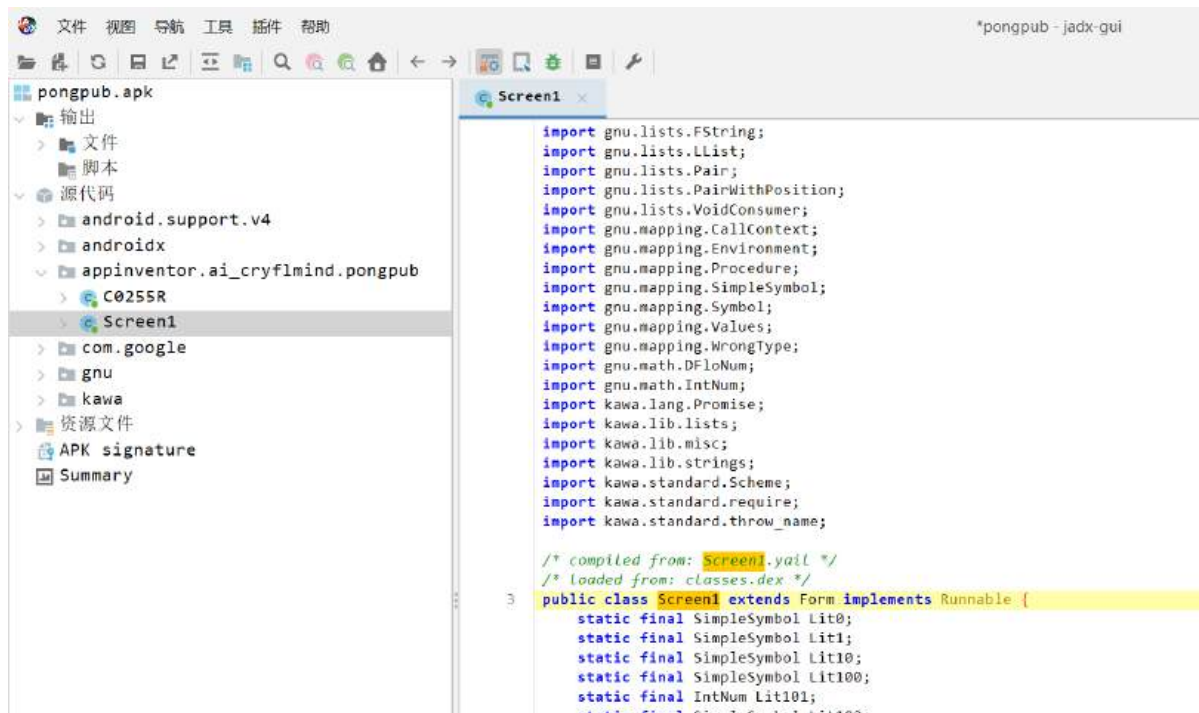 文件 视图 导航 工具 插件 帮助
*pongpub - jadx-gui
pongpub.apk
输出
文件
脚本
源代码
android.support.v4
androidx
appinventor.ai_cryflmind.pongpub
C0255R
Screen1
com.google
gnu
kawa
资源文件
APK signature
Summary
Screen1
import gnu.lists.FString;
import gnu.lists.LList;
import gnu.lists.Pair;
import gnu.lists.PairWithPosition;
import gnu.lists.VoidConsumer;
import gnu.mapping.CallContext;
import gnu.mapping.Environment;
import gnu.mapping.Procedure;
import gnu.mapping.SimpleSymbol;
import gnu.mapping.Symbol;
import gnu.mapping.Values;
import gnu.mapping.WrongType;
import gnu.math.DFloNum;
import gnu.math.IntNum;
import kawa.lang.Promise;
import kawa.lib.lists;
import kawa.lib.misc;
import kawa.lib.strings;
import kawa.standard.Scheme;
import kawa.standard.require;
import kawa.standard.throw_name;
/* compiled from: Screen1.yail */
/* loaded from: classes.dex */
3 public class Screen1 extends Form implements Runnable {
static final SimpleSymbol Lit0;
static final SimpleSymbol Lit1;
static final SimpleSymbol Lit10;
static final SimpleSymbol Lit100;
static final IntNum Lit101;